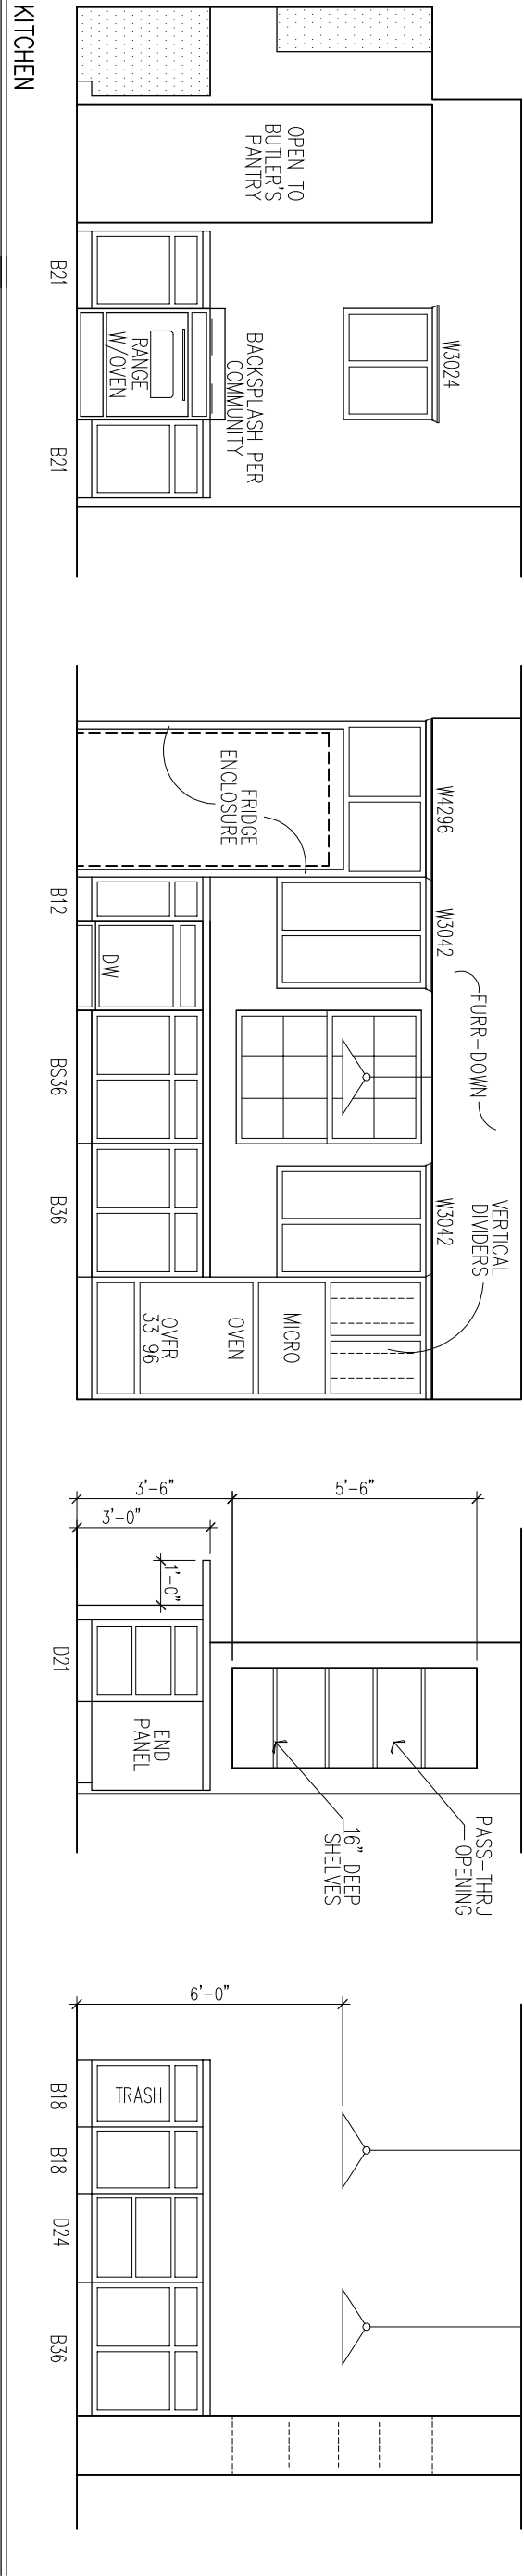 W3024
OPEN TO
BUTLER'S
PANTRY
BACKSPLASH PER
COMMUNITY
RANGE
W/OVEN
B21
B21
FURR-DOWN
VERTICAL
DIVIDERS
W4296
W3042
W3042
FRIDGE
ENCLOSURE
MICRO
OVEN
OVFR
33 96
DW
B12
BS36
B36
5'-6"
3'-6"
3'-0"
1'-0"
PASS-THRU
OPENING
16" DEEP
SHELVES
END
PANEL
D21
6'-0"
TRASH
B18
B18
D24
B36
KITCHEN